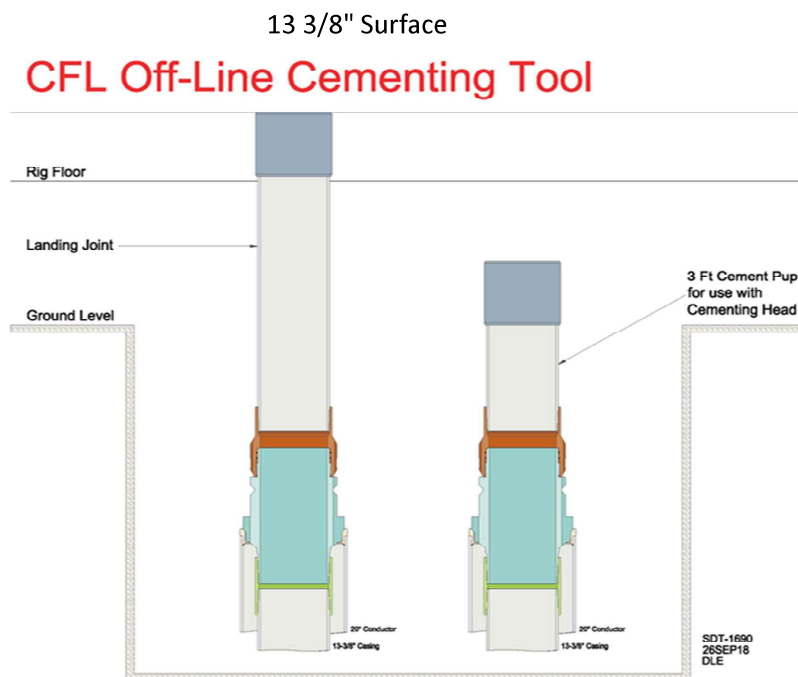 13 3/8" Surface
CFL Off-Line Cementing Tool
Rig Floor
Landing Joint
3 Ft Cement Pup
for use with
Cementing Head
Ground Level
20" Conductor
13-3/8" Casing
20" Conductor
13-3/8" Casing
SDT-1690
26SEP18
DLE